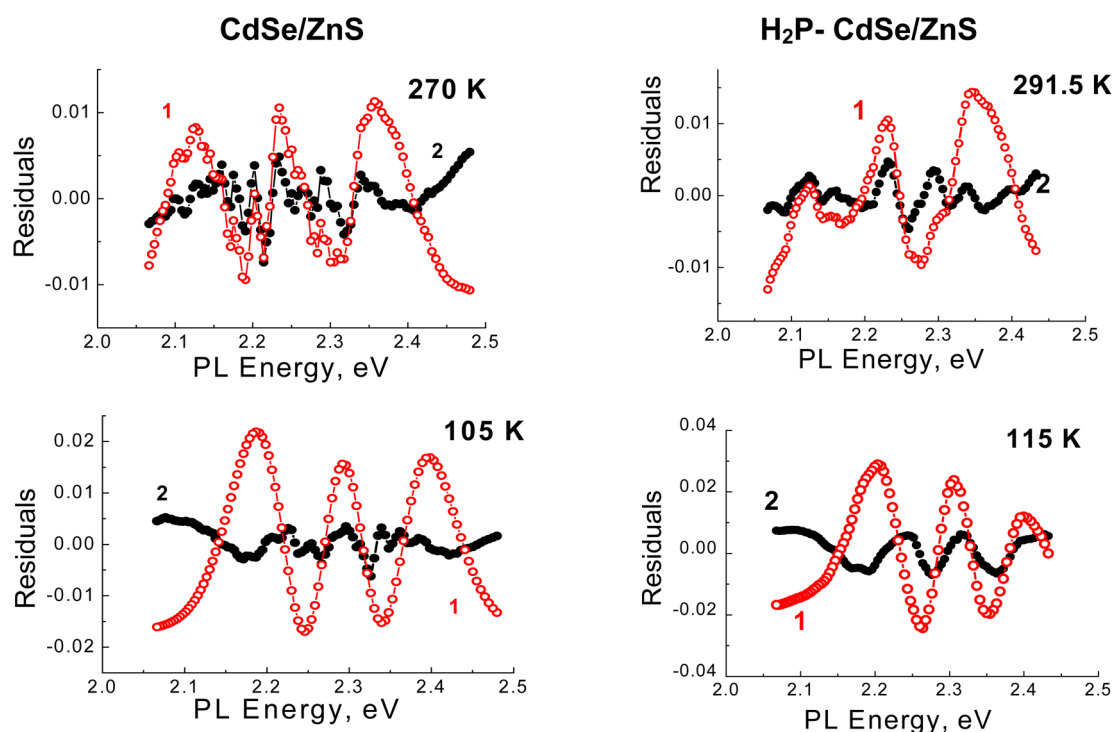 CdSe/ZnS
H₂P- CdSe/ZnS
270 K
1
2
0.01
0.00
-0.01
Residuals
2.0 2.1 2.2 2.3 2.4 2.5
PL Energy, eV
291.5 K
1
2
0.01
0.00
-0.01
Residuals
2.0 2.1 2.2 2.3 2.4 2.5
PL Energy, eV
105 K
2
1
0.02
0.01
0.00
-0.01
-0.02
Residuals
2.0 2.1 2.2 2.3 2.4 2.5
PL Energy, eV
115 K
2
1
0.04
0.02
0.00
-0.02
-0.04
Residuals
2.0 2.1 2.2 2.3 2.4 2.5
PL Energy, eV